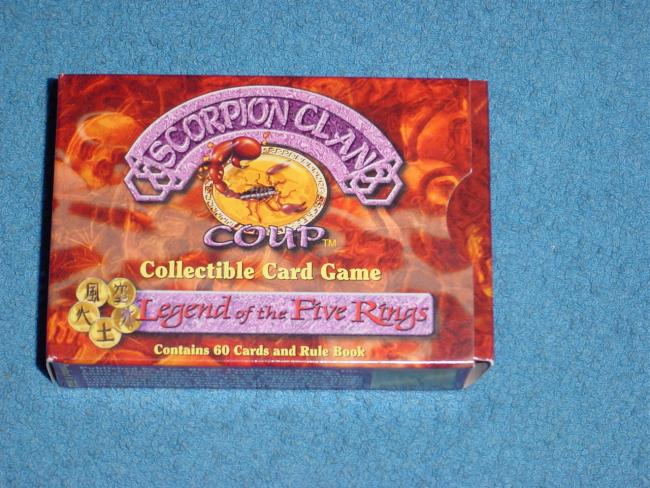 SCORPION CLAN
COUP™
Collectible Card Game
風 空
火 水
土
Legend of the Five Rings
Contains 60 Cards and Rule Book